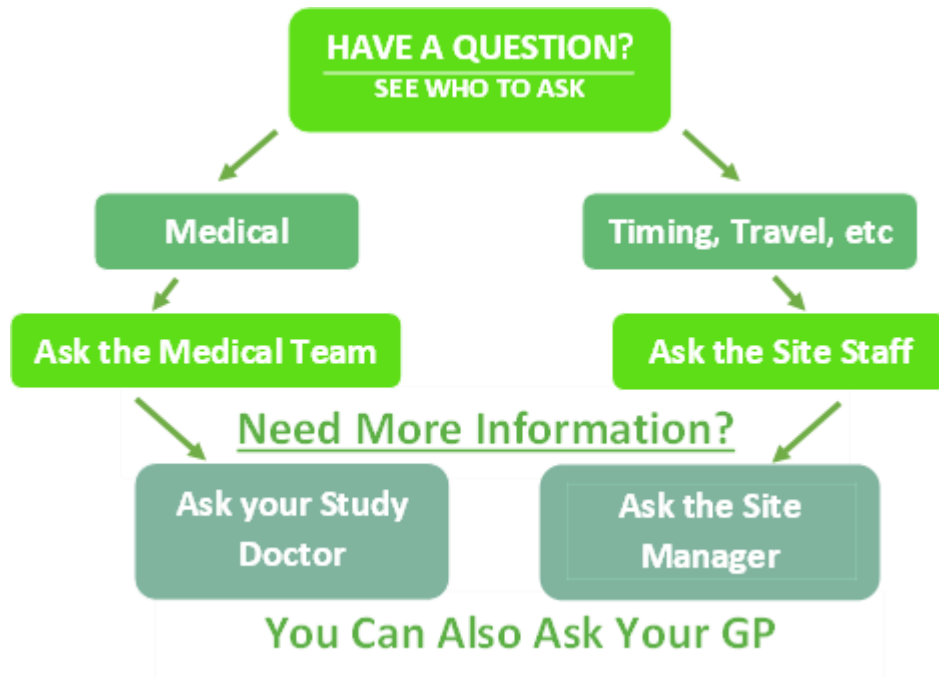 HAVE A QUESTION?
SEE WHO TO ASK
Medical
Timing, Travel, etc
Ask the Medical Team
Ask the Site Staff
Need More Information?
Ask your Study
Doctor
Ask the Site
Manager
You Can Also Ask Your GP